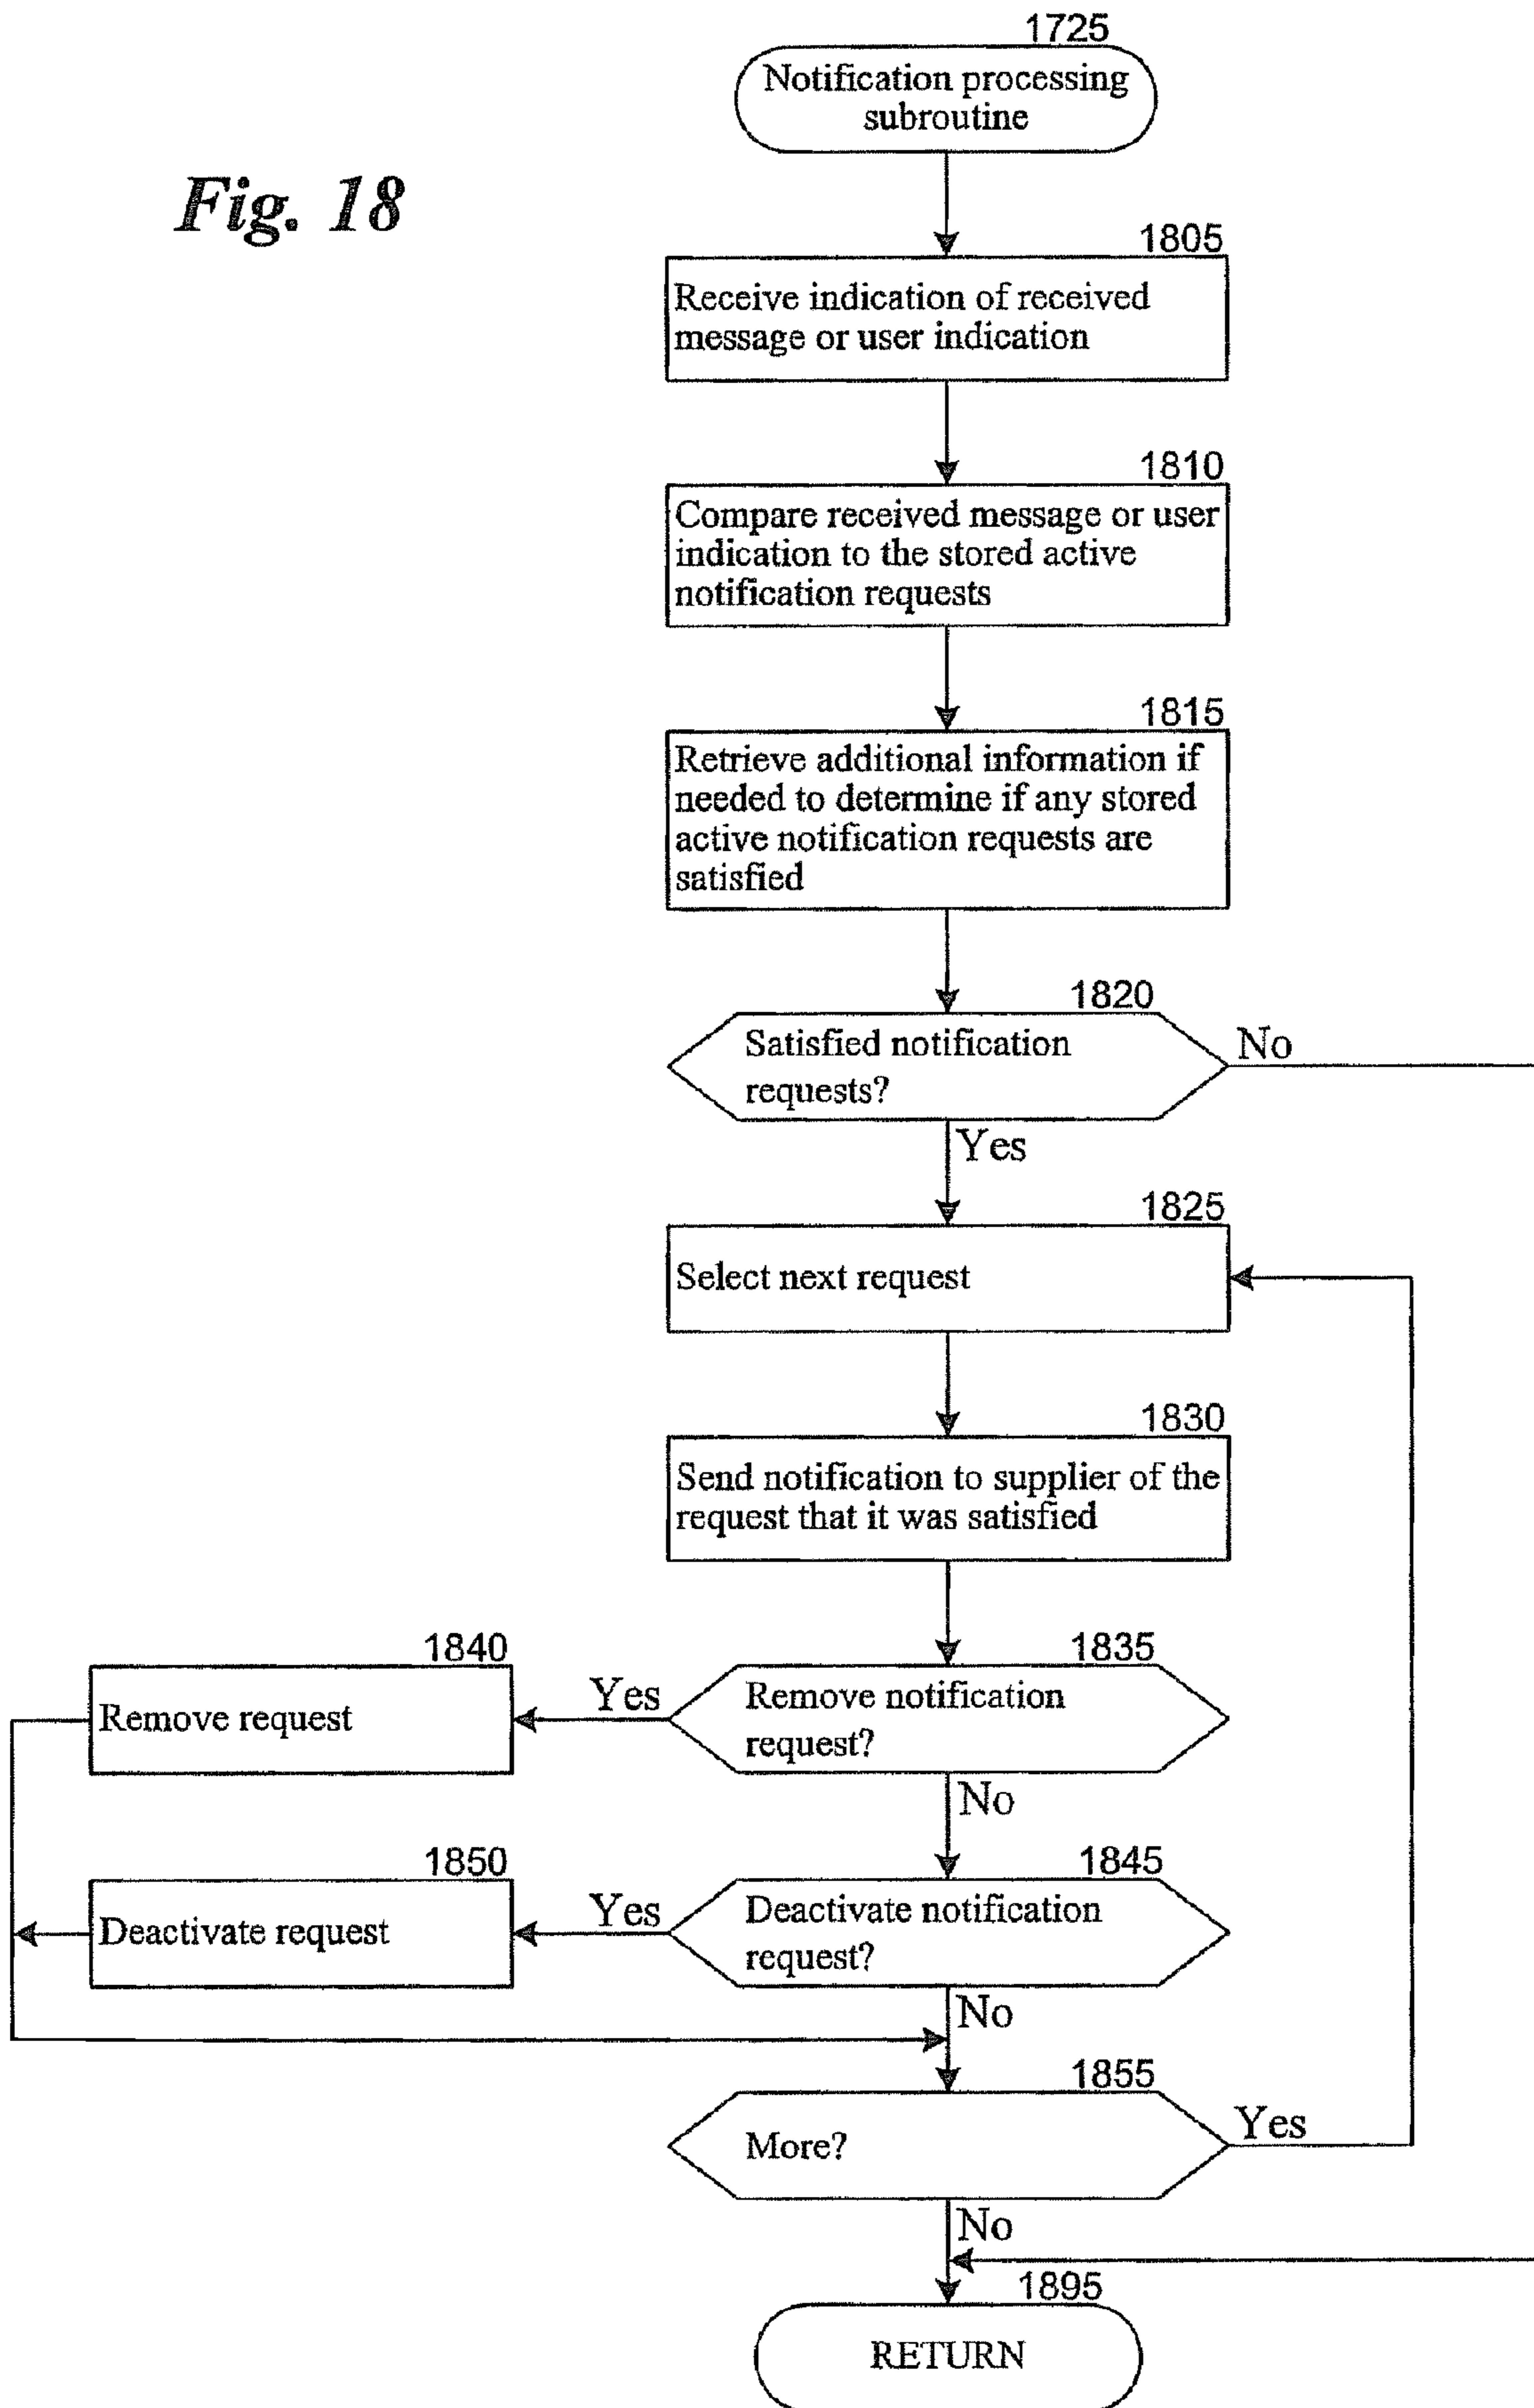 1725
Notification processing
subroutine
Fig. 18
1805
Receive indication of received
message or user indication
1810
Compare received message or user
indication to the stored active
notification requests
1815
Retrieve additional information if
needed to determine if any stored
active notification requests are
satisfied
1820
Satisfied notification
requests?
No
Yes
1825
Select next request
1830
Send notification to supplier of the
request that it was satisfied
1840
Remove request
Yes
1835
Remove notification
request?
No
1850
Deactivate request
Yes
1845
Deactivate notification
request?
No
1855
More?
Yes
No
1895
RETURN